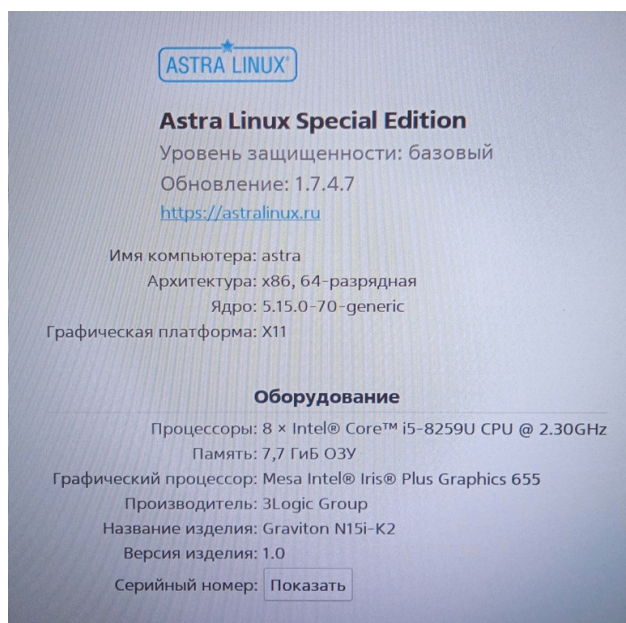 ASTRA LINUX®
Astra Linux Special Edition
Уровень защищенности: базовый
Обновление: 1.7.4.7
https://astralinux.ru
Имя компьютера: astra
Архитектура: x86, 64-разрядная
Ядро: 5.15.0-70-generic
Графическая платформа: X11
Оборудование
Процессоры: 8 × Intel® Core™ i5-8259U CPU @ 2.30GHz
Память: 7,7 ГиБ ОЗУ
Графический процессор: Mesa Intel® Iris® Plus Graphics 655
Производитель: 3Logic Group
Название изделия: Graviton N15i-K2
Версия изделия: 1.0
Серийный номер: Показать